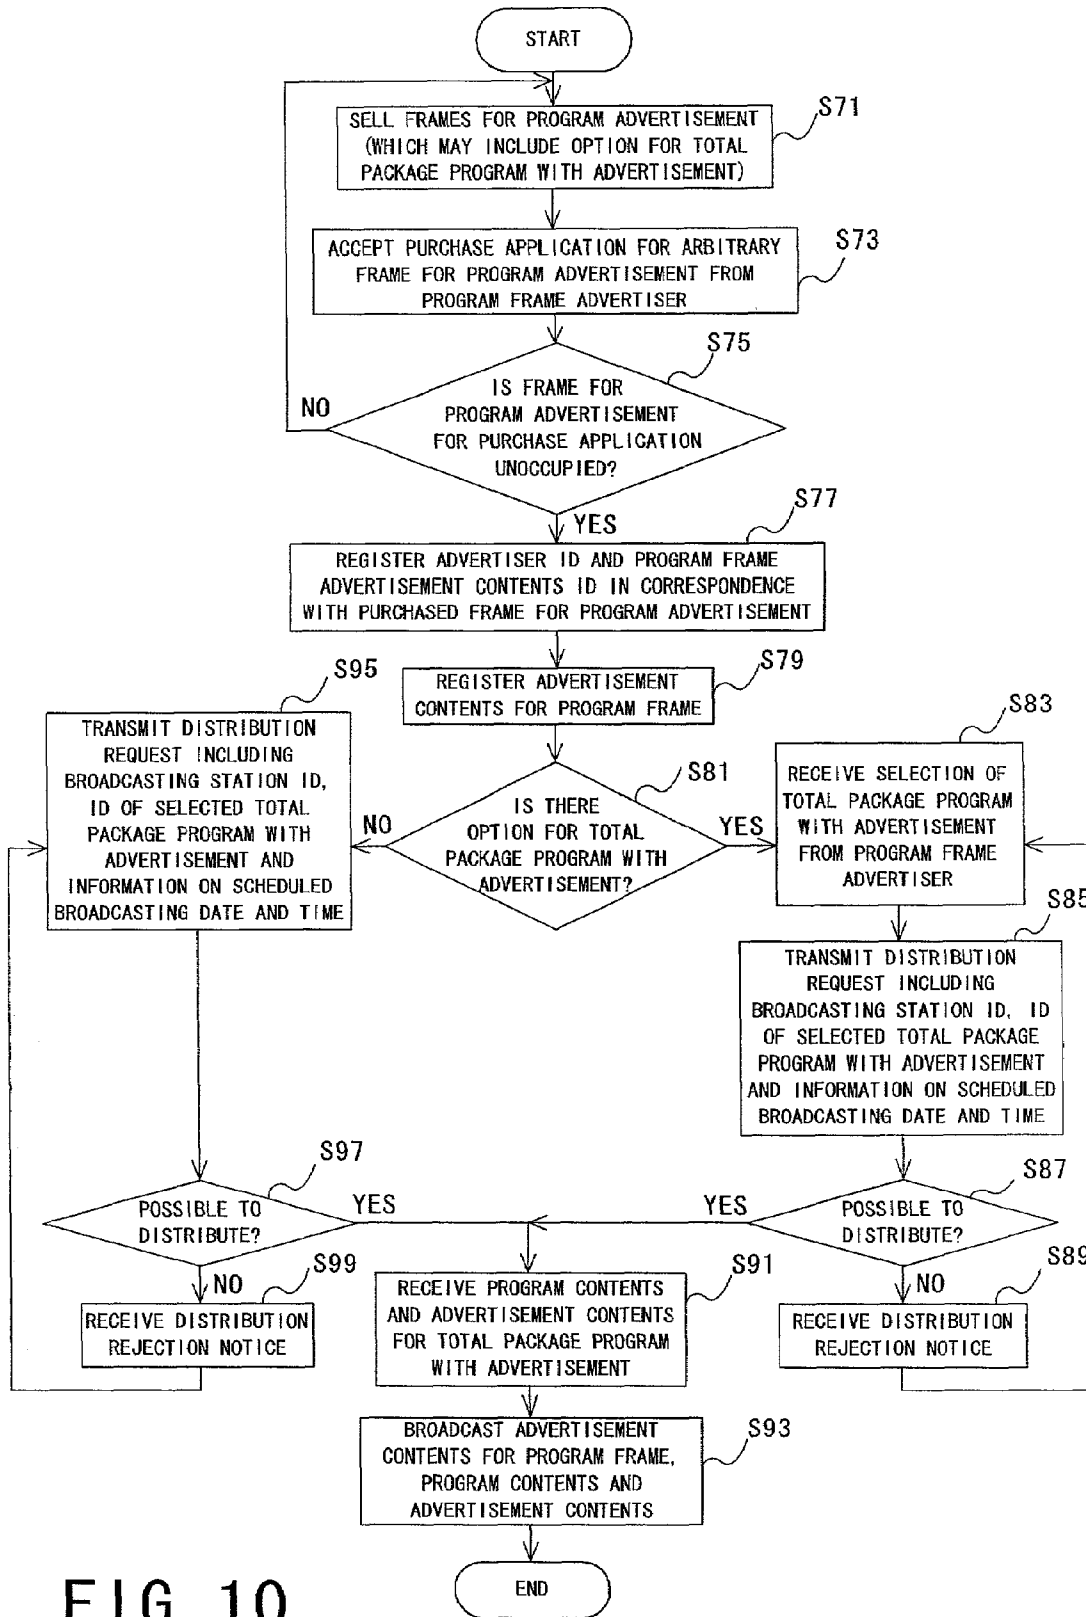 START
S71
SELL FRAMES FOR PROGRAM ADVERTISEMENT
(WHICH MAY INCLUDE OPTION FOR TOTAL
PACKAGE PROGRAM WITH ADVERTISEMENT)
S73
ACCEPT PURCHASE APPLICATION FOR ARBITRARY
FRAME FOR PROGRAM ADVERTISEMENT FROM
PROGRAM FRAME ADVERTISER
S75
IS FRAME FOR
PROGRAM ADVERTISEMENT
FOR PURCHASE APPLICATION
UNOCCUPIED?
NO
YES
S77
REGISTER ADVERTISER ID AND PROGRAM FRAME
ADVERTISEMENT CONTENTS ID IN CORRESPONDENCE
WITH PURCHASED FRAME FOR PROGRAM ADVERTISEMENT
S79
REGISTER ADVERTISEMENT
CONTENTS FOR PROGRAM FRAME
S81
IS THERE
OPTION FOR TOTAL
PACKAGE PROGRAM WITH
ADVERTISEMENT?
NO
YES
S95
TRANSMIT DISTRIBUTION
REQUEST INCLUDING
BROADCASTING STATION ID,
ID OF SELECTED TOTAL
PACKAGE PROGRAM WITH
ADVERTISEMENT AND
INFORMATION ON SCHEDULED
BROADCASTING DATE AND TIME
S83
RECEIVE SELECTION OF
TOTAL PACKAGE PROGRAM
WITH ADVERTISEMENT
FROM PROGRAM FRAME
ADVERTISER
S85
TRANSMIT DISTRIBUTION
REQUEST INCLUDING
BROADCASTING STATION ID, ID
OF SELECTED TOTAL PACKAGE
PROGRAM WITH ADVERTISEMENT
AND INFORMATION ON SCHEDULED
BROADCASTING DATE AND TIME
S97
POSSIBLE TO
DISTRIBUTE?
YES
NO
S87
POSSIBLE TO
DISTRIBUTE?
YES
NO
S99
RECEIVE DISTRIBUTION
REJECTION NOTICE
S91
RECEIVE PROGRAM CONTENTS
AND ADVERTISEMENT CONTENTS
FOR TOTAL PACKAGE PROGRAM
WITH ADVERTISEMENT
S89
RECEIVE DISTRIBUTION
REJECTION NOTICE
S93
BROADCAST ADVERTISEMENT
CONTENTS FOR PROGRAM FRAME,
PROGRAM CONTENTS AND
ADVERTISEMENT CONTENTS
END
FIG. 10